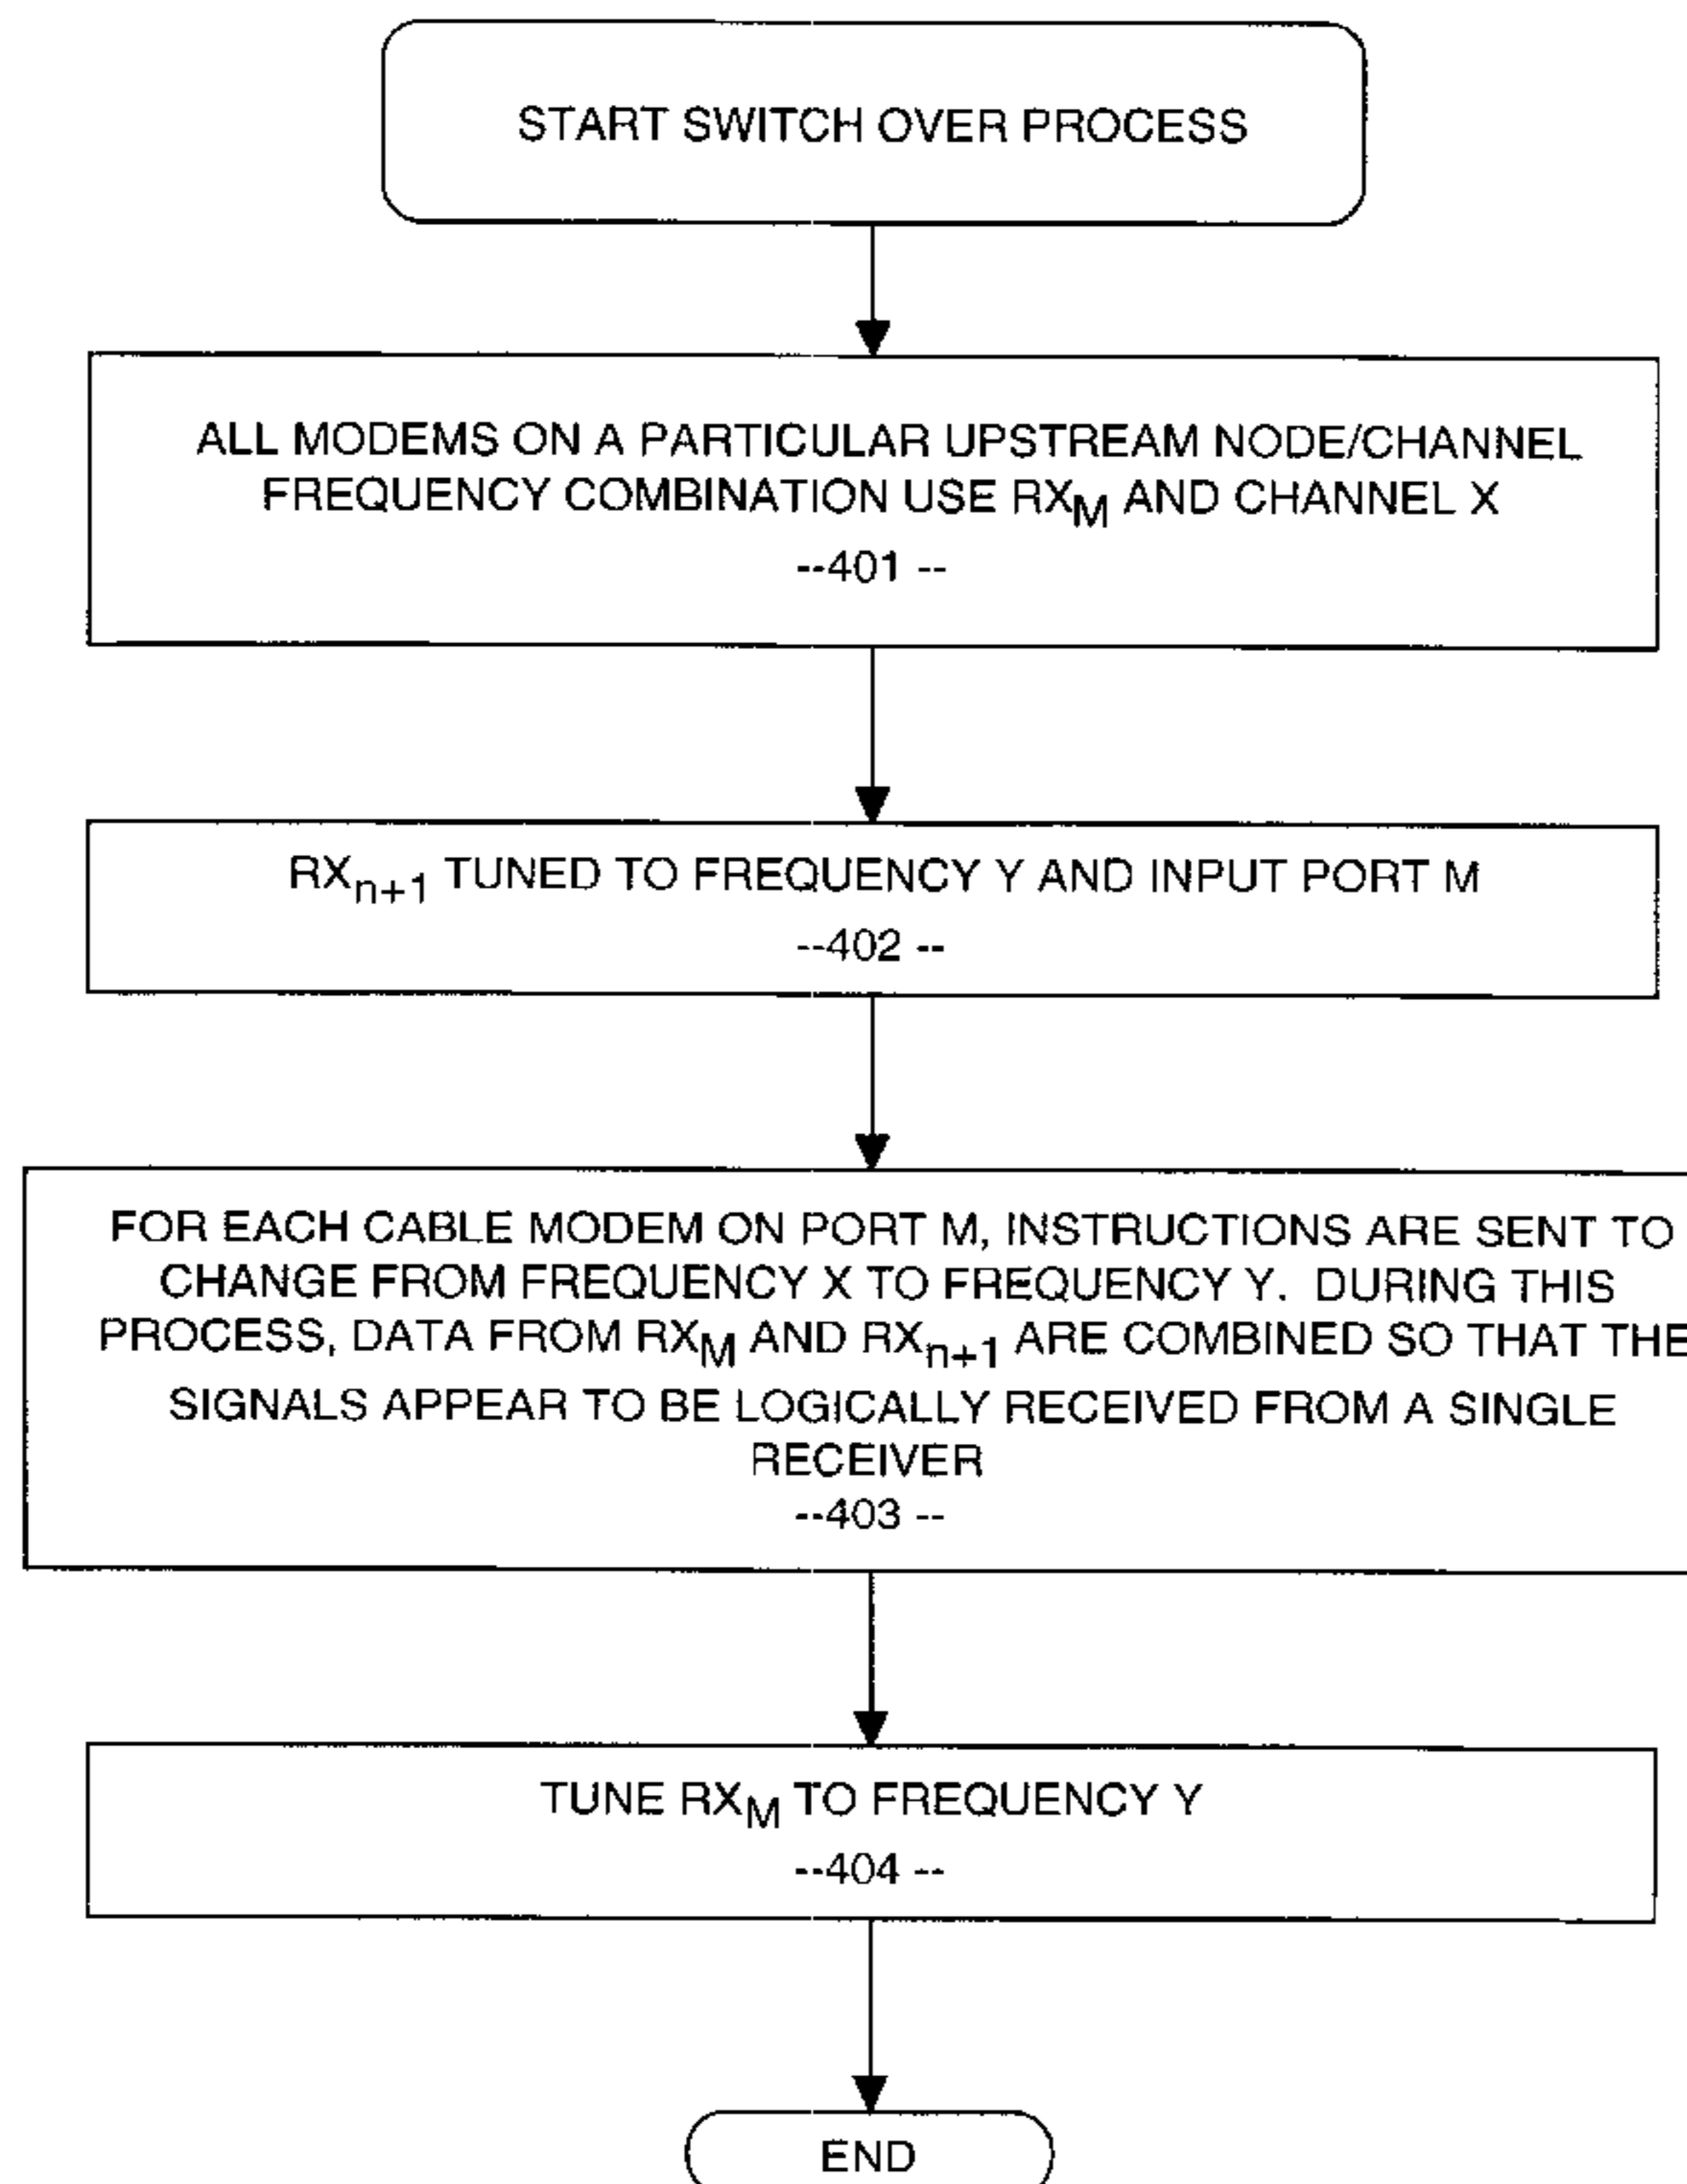 START SWITCH OVER PROCESS
ALL MODEMS ON A PARTICULAR UPSTREAM NODE/CHANNEL
FREQUENCY COMBINATION USE RXM AND CHANNEL X
--401 --
RXn+1 TUNED TO FREQUENCY Y AND INPUT PORT M
--402 --
FOR EACH CABLE MODEM ON PORT M, INSTRUCTIONS ARE SENT TO
CHANGE FROM FREQUENCY X TO FREQUENCY Y. DURING THIS
PROCESS, DATA FROM RXM AND RXn+1 ARE COMBINED SO THAT THE
SIGNALS APPEAR TO BE LOGICALLY RECEIVED FROM A SINGLE
RECEIVER
--403 --
TUNE RXM TO FREQUENCY Y
--404 --
END